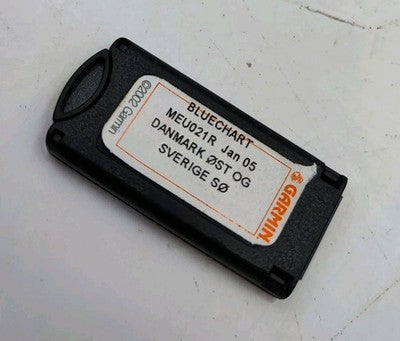 ©2002 Garmin
BLUECHART
MEU021R Jan 05
DANMARK ØST OG
SVERIGE SØ
GARMIN